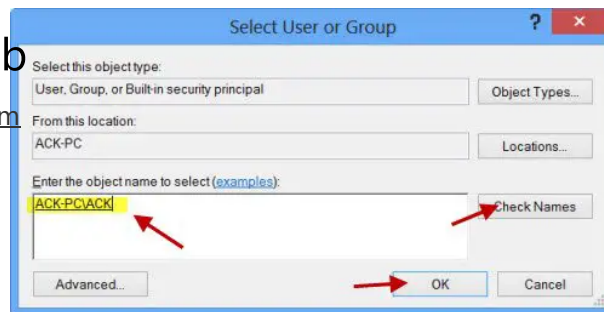 Select User or Group
?
b
Select this object type:
User, Group, or Built-in security principal
Object Types...
m
From this location:
ACK-PC
Locations...
Enter the object name to select (examples):
ACK-PC\ACK
Check Names
Advanced...
OK
Cancel